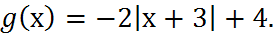 g(x) = −2|x + 3| + 4.